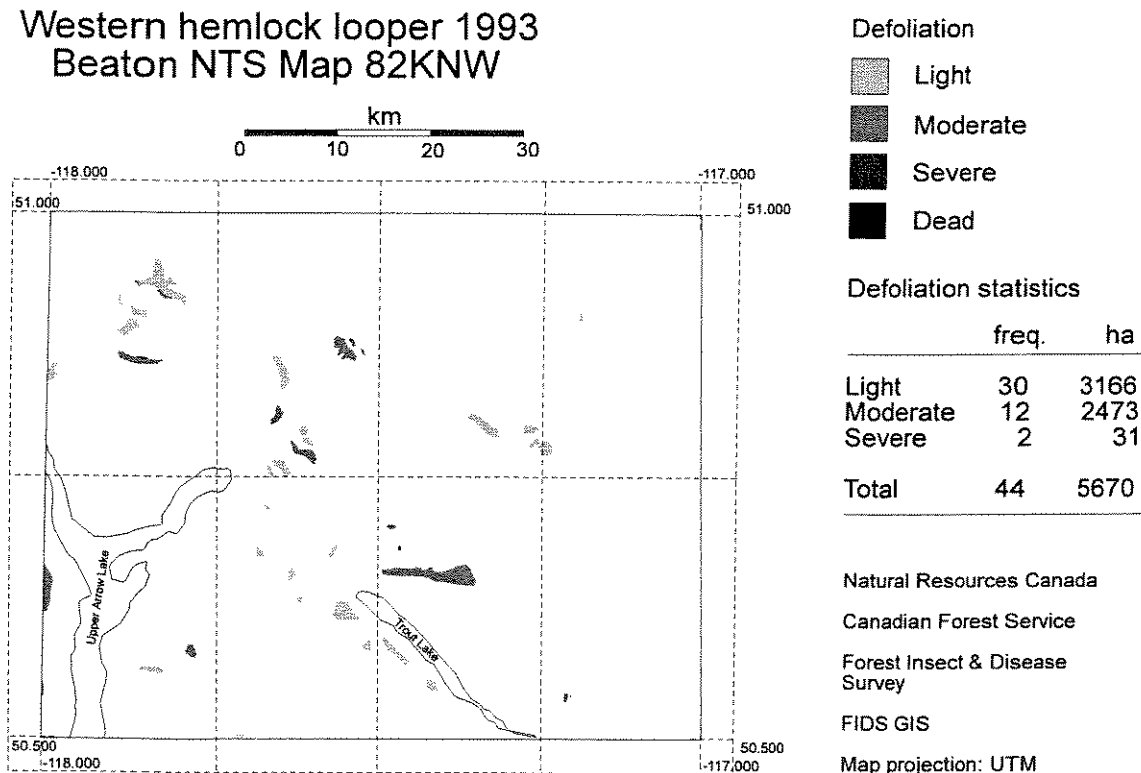 Western hemlock looper 1993
Beaton NTS Map 82KNW
km
0 10 20 30
-118.000
-117.000
51.000
51.000
Upper Arrow Lake
Trout Lake
50.500
50.500
-118.000
-117.000
Defoliation
Light
Moderate
Severe
Dead
Defoliation statistics
freq. ha
Light 30 3166
Moderate 12 2473
Severe 2 31
Total 44 5670
Natural Resources Canada
Canadian Forest Service
Forest Insect & Disease
Survey
FIDS GIS
Map projection: UTM